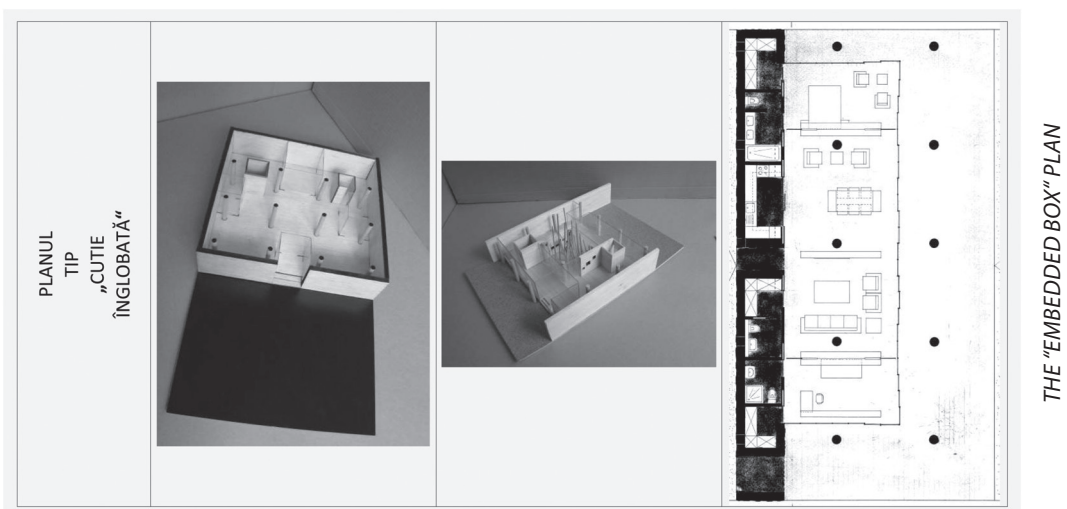 PLANUL
TIP
„CUTIE
ÎNGLOBATĂ“
THE "EMBEDDED BOX" PLAN